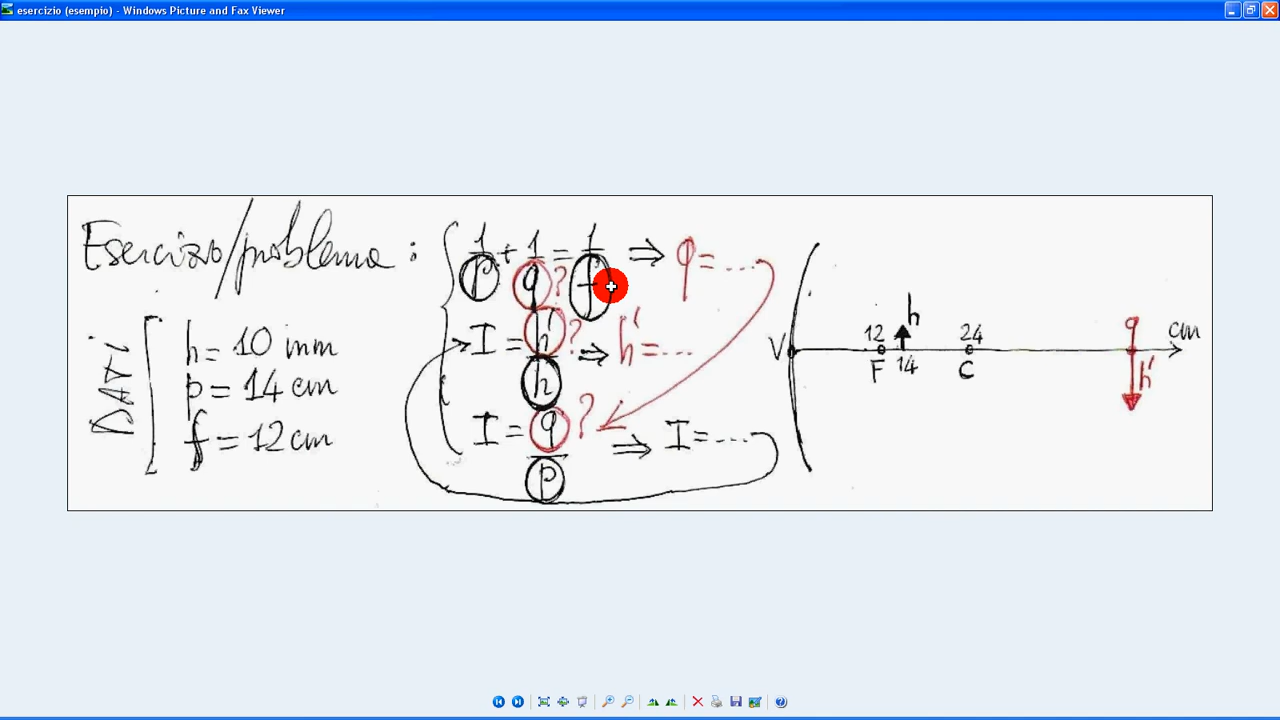 esercizio (esempio) - Windows Picture and Fax Viewer
Esercizio/problema :
DATI
h = 10 mm
p = 14 cm
f = 12 cm
1/p + 1/q ? = 1/f ⇒ q = ....
I = h'/h ? ⇒ h' = ...
I = q/p ? ⇒ I = ....
V
12
F
h
14
24
C
q
cm
h'